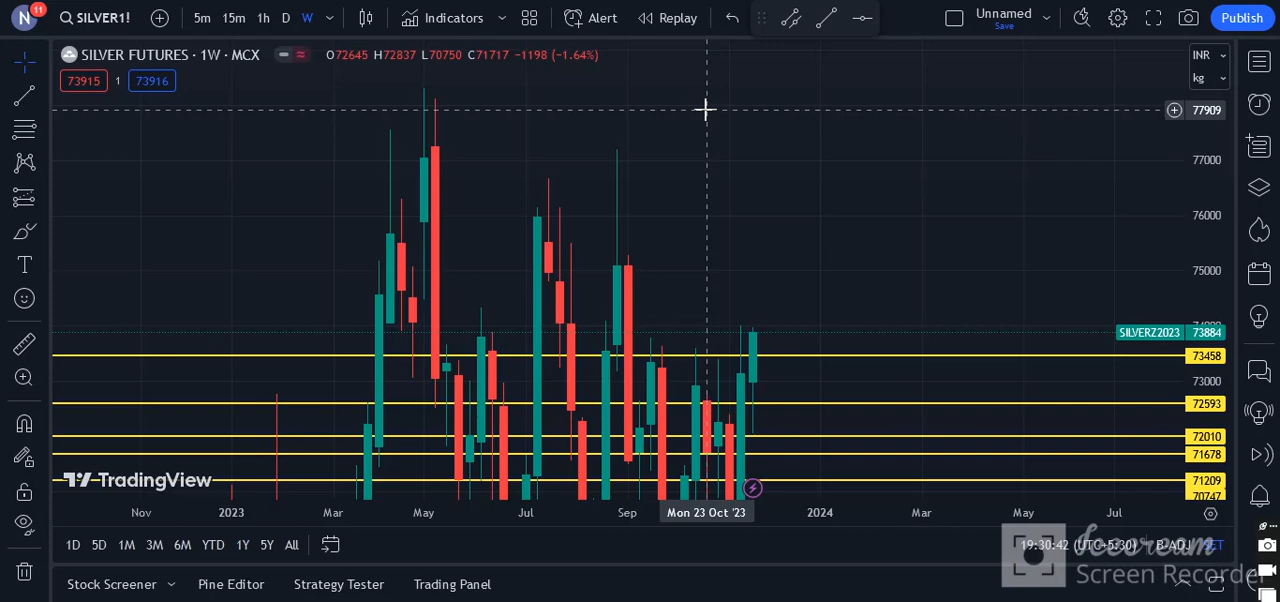 N 11 SILVER1! 5m 15m 1h D W Indicators Alert Replay Unnamed Save Publish
SILVER FUTURES · 1W · MCX O72645 H72837 L70750 C71717 −1198 (−1.64%) INR
73915 1 73916 kg
77909
77000
76000
75000
SILVERZ2023 73884
73458
73000
72593
72010
71678
TradingView 71209
70747
Nov 2023 Mar May Jul Sep Mon 23 Oct '23 2024 Mar May Jul
1D 5D 1M 3M 6M YTD 1Y 5Y All 19:30:42 (UTC+5:30) B-ADJ SET
Stock Screener Pine Editor Strategy Tester Trading Panel
Screen Recorder